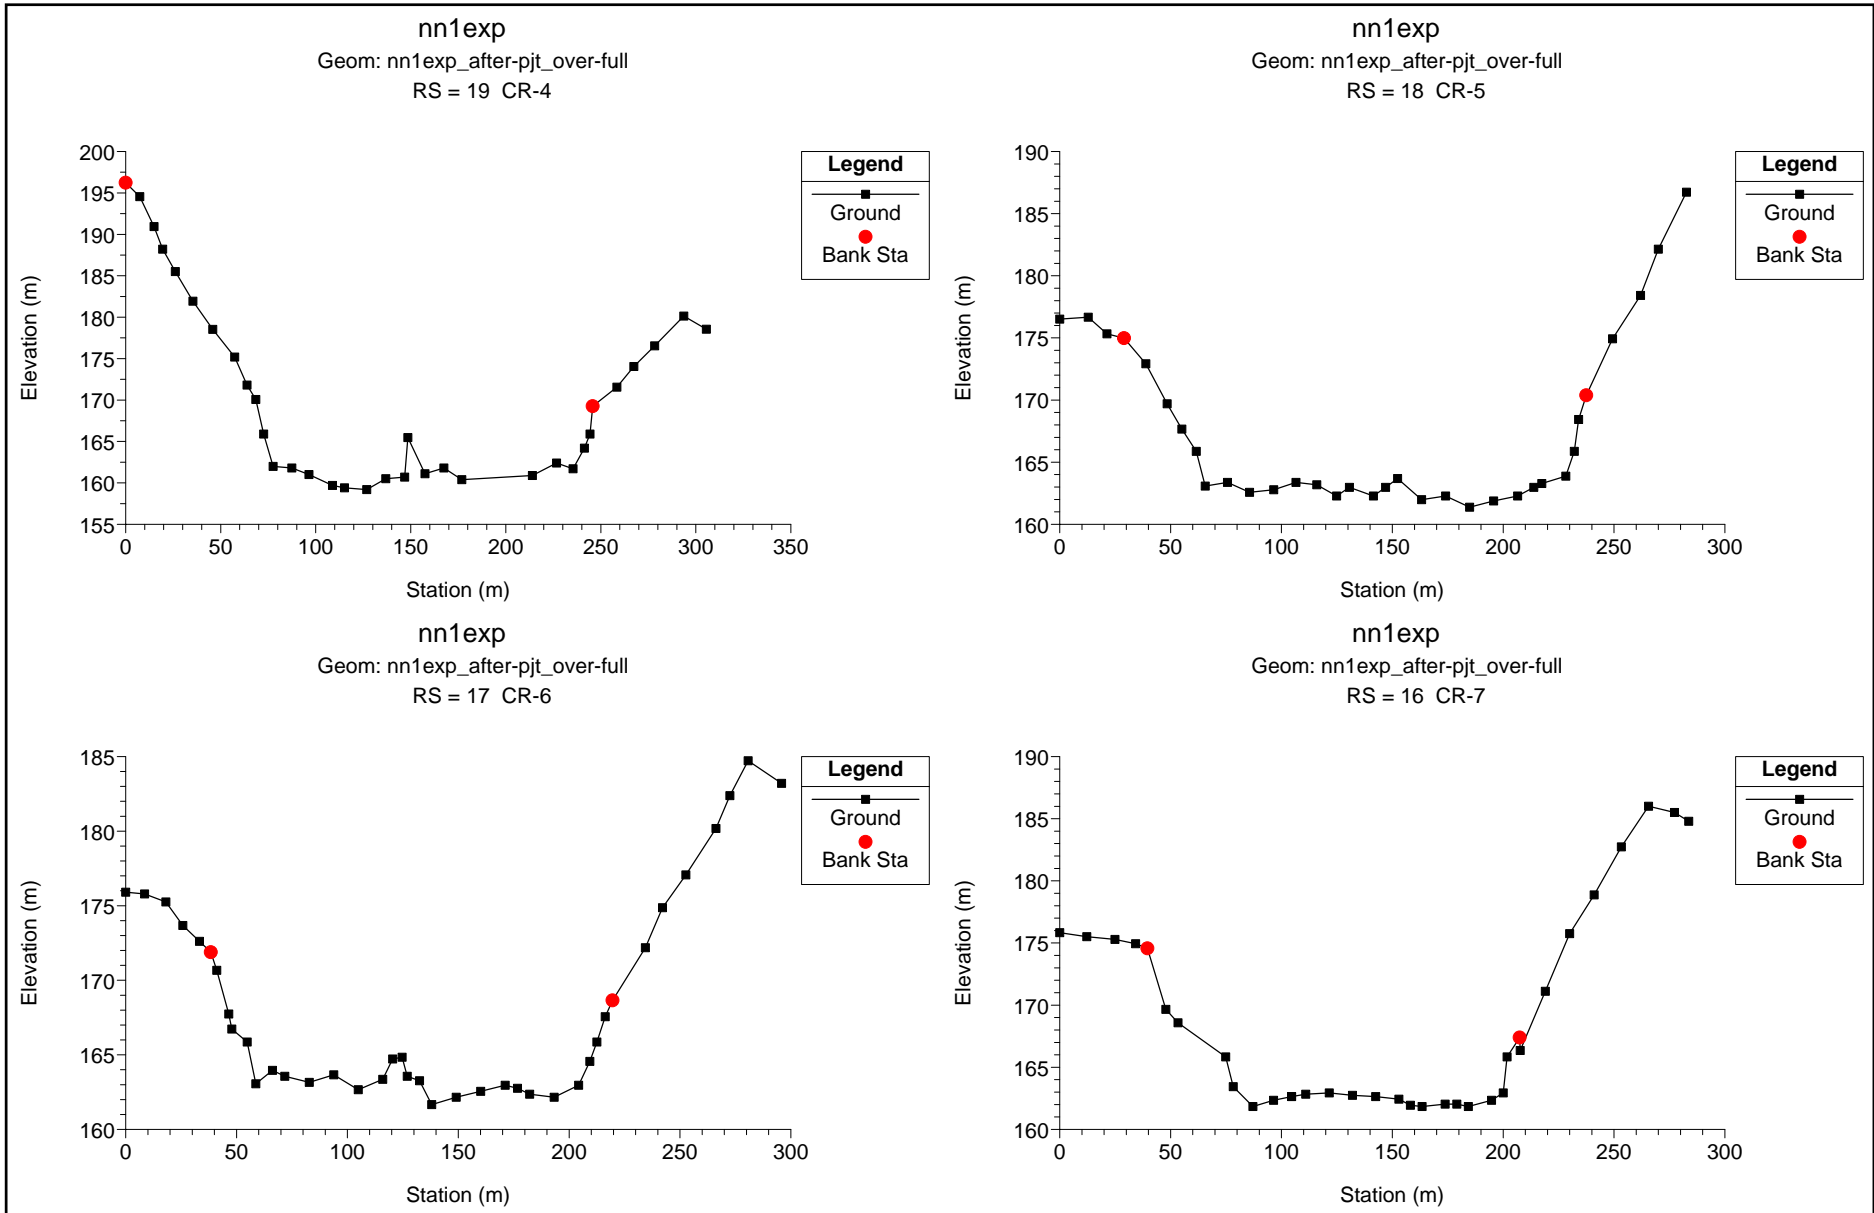 nn1exp
Geom: nn1exp_after-pjt_over-full
RS = 19 CR-4
200
195
190
185
180
175
170
165
160
155
Elevation (m)
0 50 100 150 200 250 300 350
Station (m)
Legend
Ground
Bank Sta
nn1exp
Geom: nn1exp_after-pjt_over-full
RS = 18 CR-5
190
185
180
175
170
165
160
Elevation (m)
0 50 100 150 200 250 300
Station (m)
Legend
Ground
Bank Sta
nn1exp
Geom: nn1exp_after-pjt_over-full
RS = 17 CR-6
185
180
175
170
165
160
Elevation (m)
0 50 100 150 200 250 300
Station (m)
Legend
Ground
Bank Sta
nn1exp
Geom: nn1exp_after-pjt_over-full
RS = 16 CR-7
190
185
180
175
170
165
160
Elevation (m)
0 50 100 150 200 250 300
Station (m)
Legend
Ground
Bank Sta